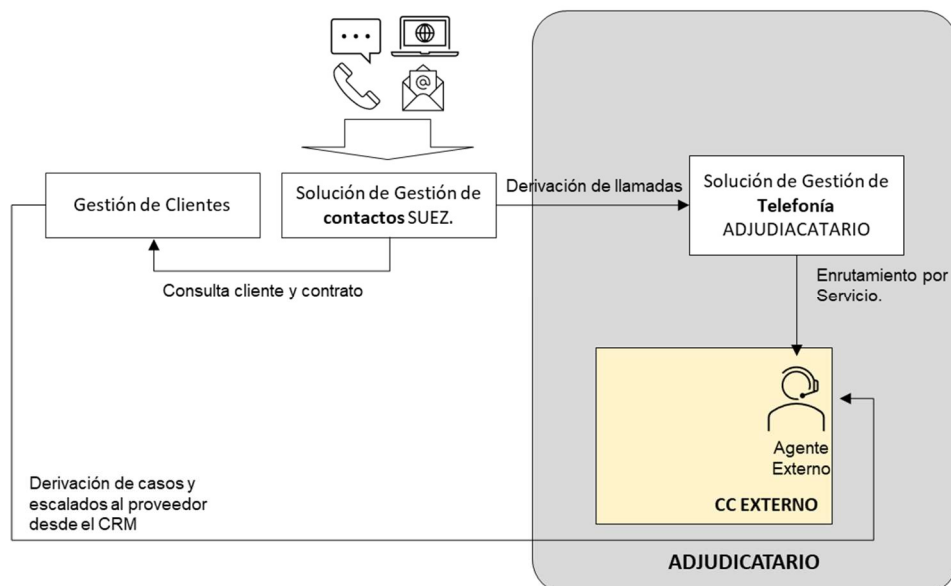 Gestión de Clientes
Solución de Gestión de
contactos SUEZ.
Derivación de llamadas
Solución de Gestión de
Telefonía
ADJUDIACATARIO
Consulta cliente y contrato
Enrutamiento por
Servicio.
Agente
Externo
CC EXTERNO
Derivación de casos y
escalados al proveedor
desde el CRM
ADJUDICATARIO